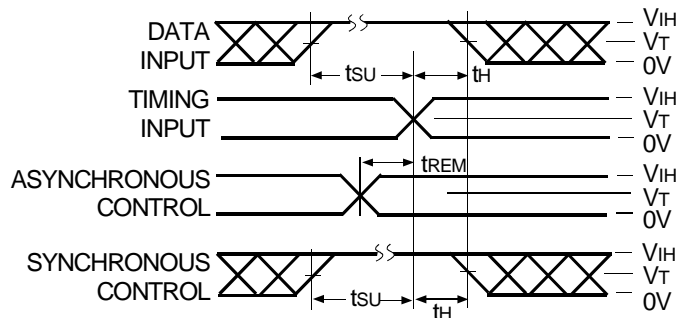 DATA INPUT
tSU
tH
VIH
VT
0V
TIMING INPUT
VIH
VT
0V
tREM
ASYNCHRONOUS CONTROL
VIH
VT
0V
SYNCHRONOUS CONTROL
tSU
tH
VIH
VT
0V